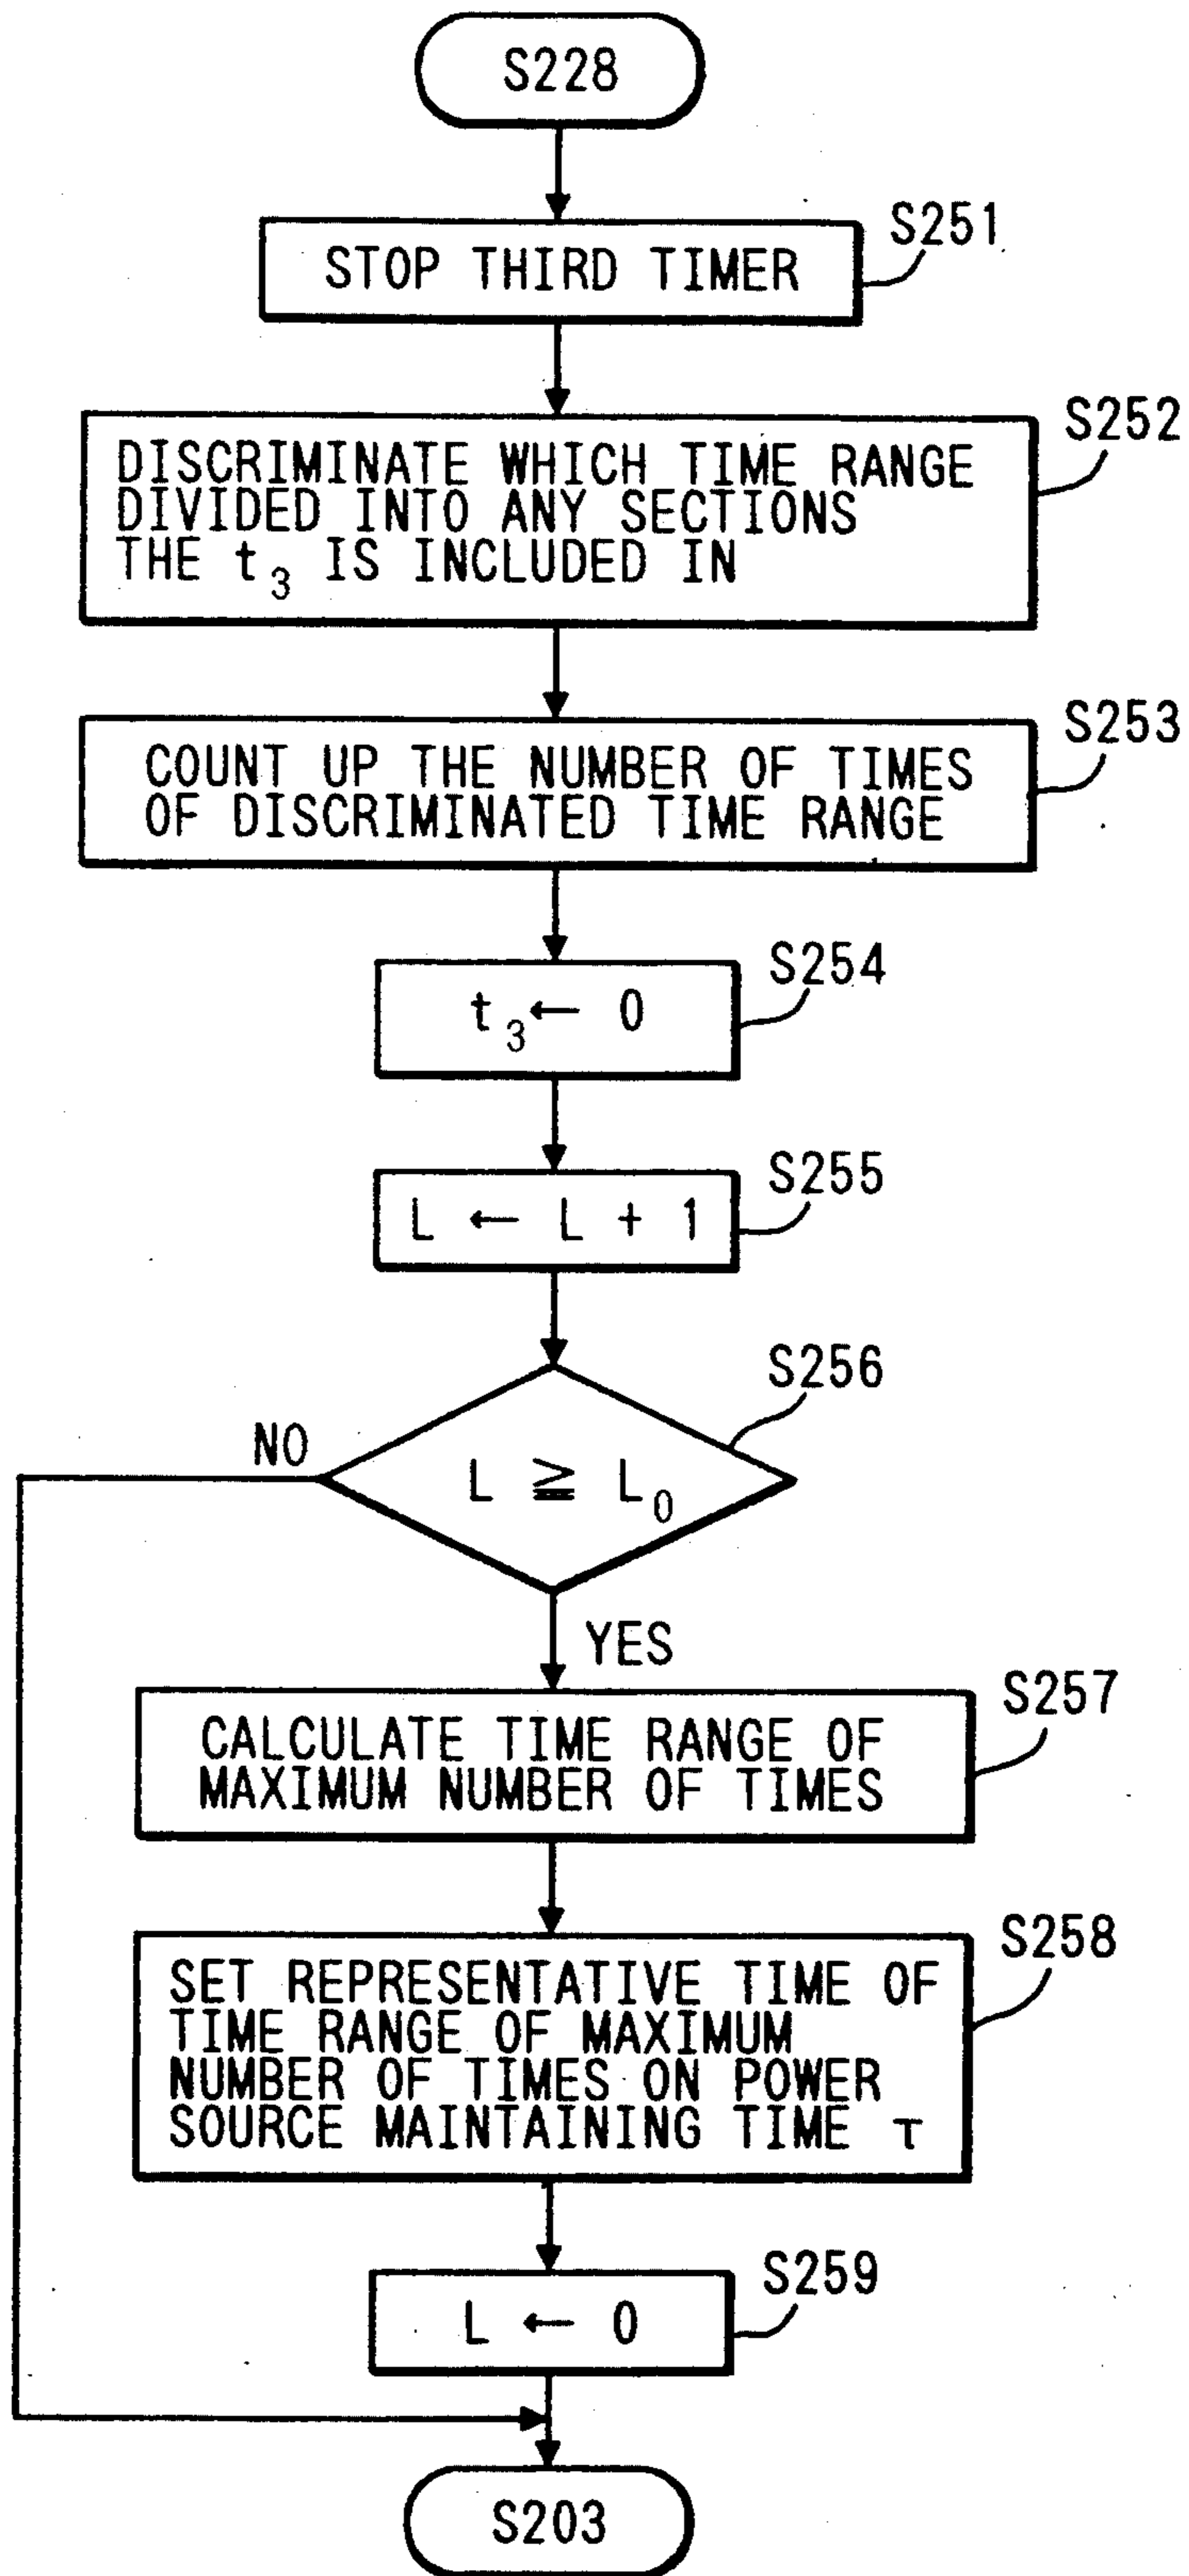 S228
S251
STOP THIRD TIMER
S252
DISCRIMINATE WHICH TIME RANGE
DIVIDED INTO ANY SECTIONS
THE t₃ IS INCLUDED IN
S253
COUNT UP THE NUMBER OF TIMES
OF DISCRIMINATED TIME RANGE
S254
t₃ ← 0
S255
L ← L + 1
S256
NO
L ≧ L₀
YES
S257
CALCULATE TIME RANGE OF
MAXIMUM NUMBER OF TIMES
S258
SET REPRESENTATIVE TIME OF
TIME RANGE OF MAXIMUM
NUMBER OF TIMES ON POWER
SOURCE MAINTAINING TIME τ
S259
L ← 0
S203